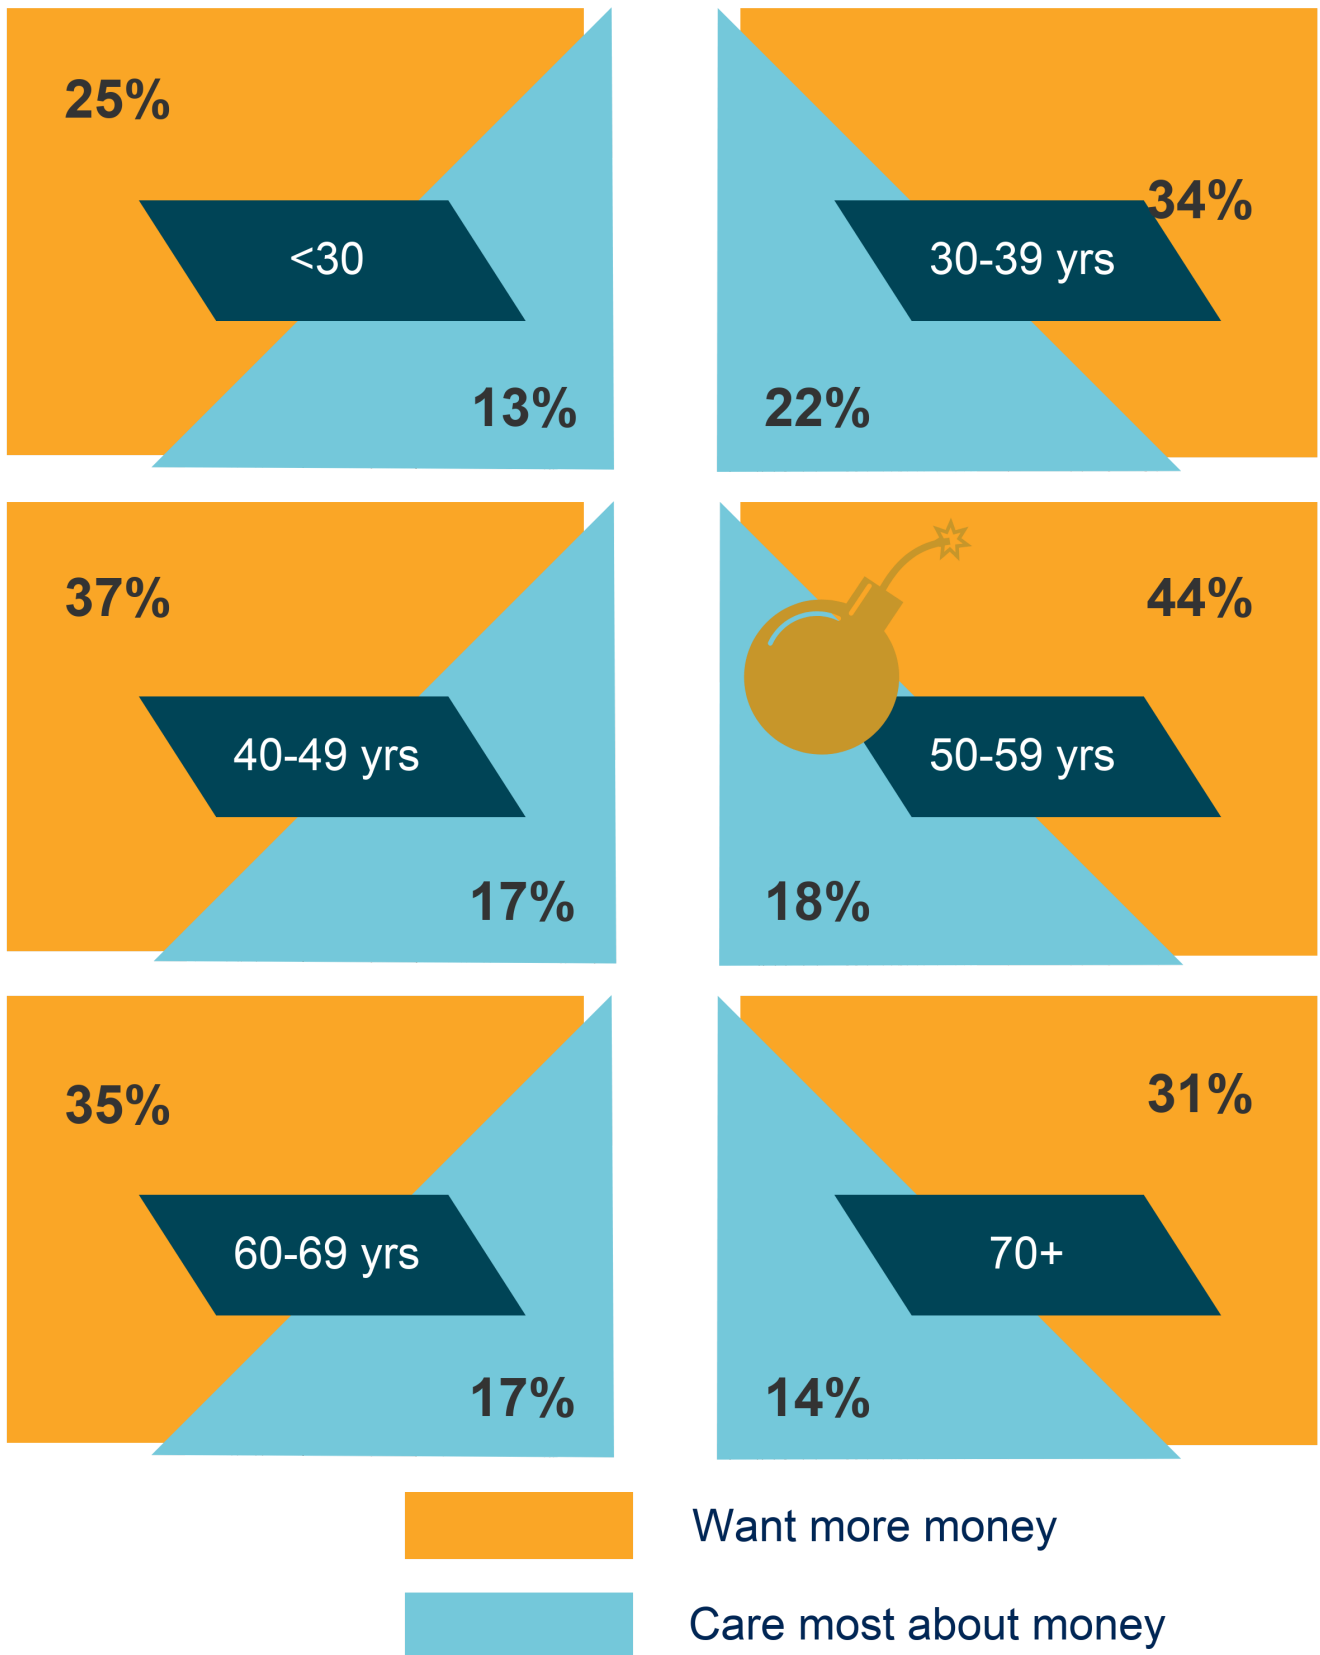 25%
<30
13%
34%
30-39 yrs
22%
37%
40-49 yrs
17%
44%
50-59 yrs
18%
35%
60-69 yrs
17%
31%
70+
14%
Want more money
Care most about money